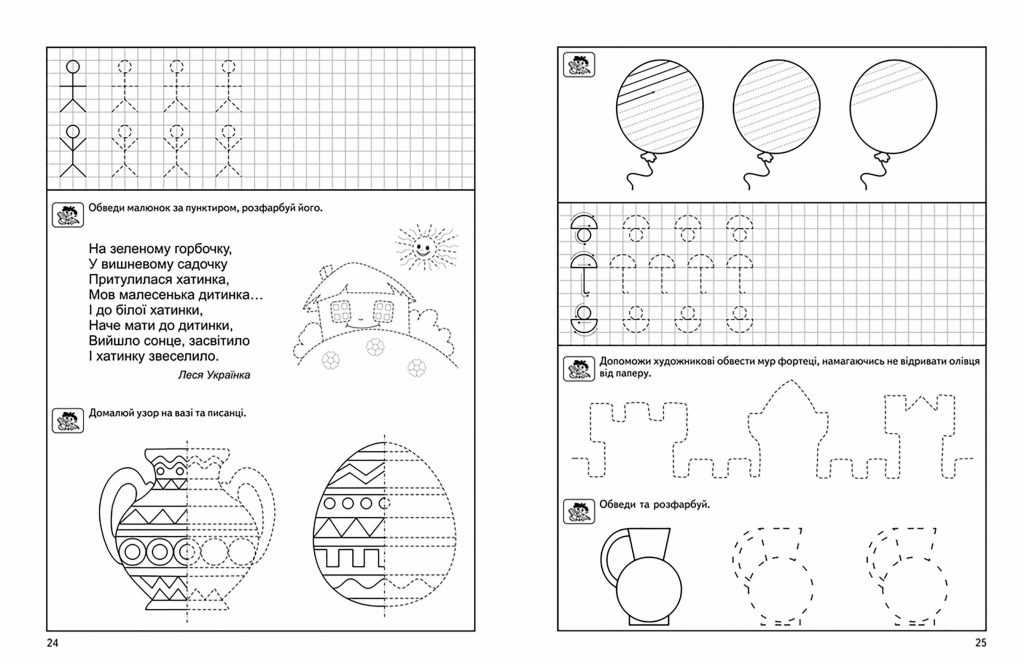 Обведи малюнок за пунктиром, розфарбуй його.
На зеленому горбочку,
У вишневому садочку
Притулилася хатинка,
Мов малесенька дитинка…
І до білої хатинки,
Наче мати до дитинки,
Вийшло сонце, засвітило
І хатинку звеселило.
Леся Українка
Домалюй узор на вазі та писанці.
24
Допоможи художникові обвести мур фортеці, намагаючись не відривати олівця
від паперу.
Обведи та розфарбуй.
25